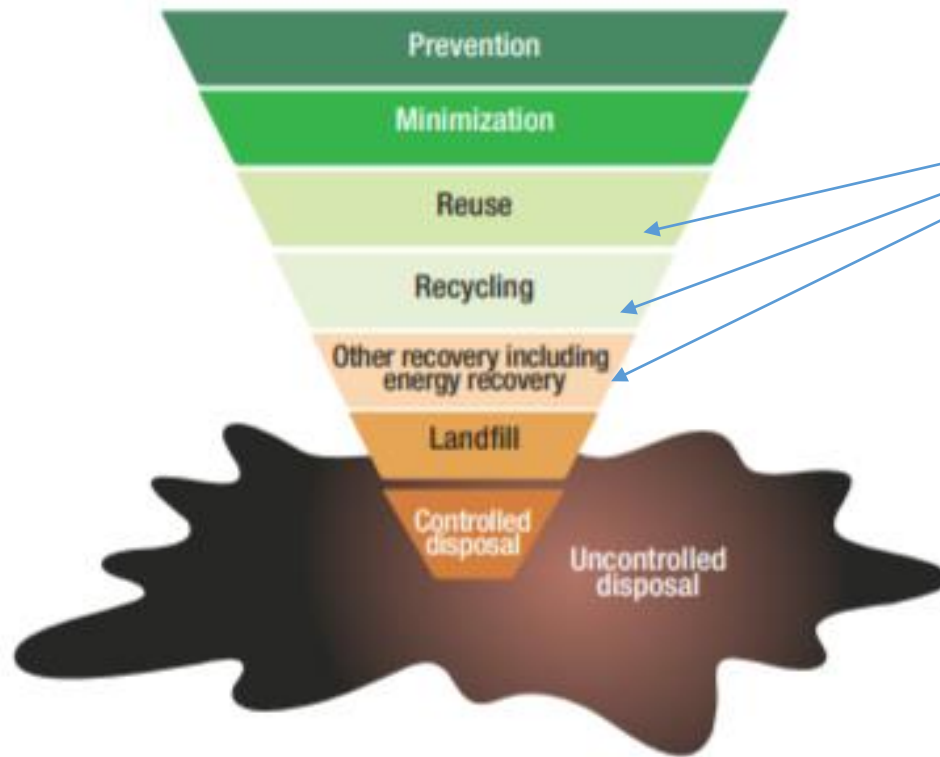 Prevention
Minimization
Reuse
Recycling
Other recovery including
energy recovery
Landfill
Controlled
disposal
Uncontrolled
disposal